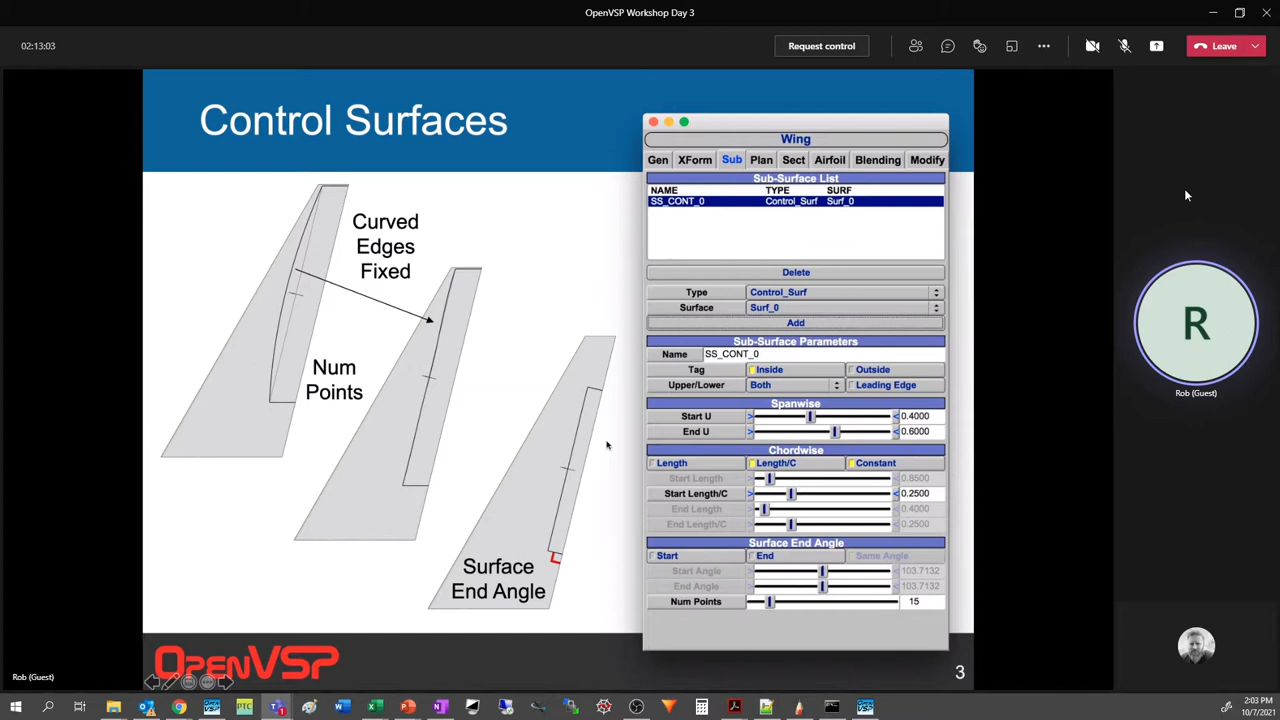 OpenVSP Workshop Day 3
02:13:03
Request control
Leave
Control Surfaces
Curved
Edges
Fixed
Num
Points
Surface
End Angle
Wing
Gen XForm Sub Plan Sect Airfoil Blending Modify
Sub-Surface List
NAME TYPE SURF
SS_CONT_0 Control_Surf Surf_0
Delete
Type Control_Surf
Surface Surf_0
Add
Sub-Surface Parameters
Name SS_CONT_0
Tag Inside Outside
Upper/Lower Both Leading Edge
Spanwise
Start U > < 0.4000
End U > < 0.6000
Chordwise
Length Length/C Constant
Start Length > < 0.8500
Start Length/C > < 0.2500
End Length > < 0.4000
End Length/C > < 0.2500
Surface End Angle
Start End Same Angle
Start Angle > < 103.7132
End Angle > < 103.7132
Num Points 15
R
Rob (Guest)
OpenVSP
3
Rob (Guest)
PTC
2:03 PM
10/7/2021